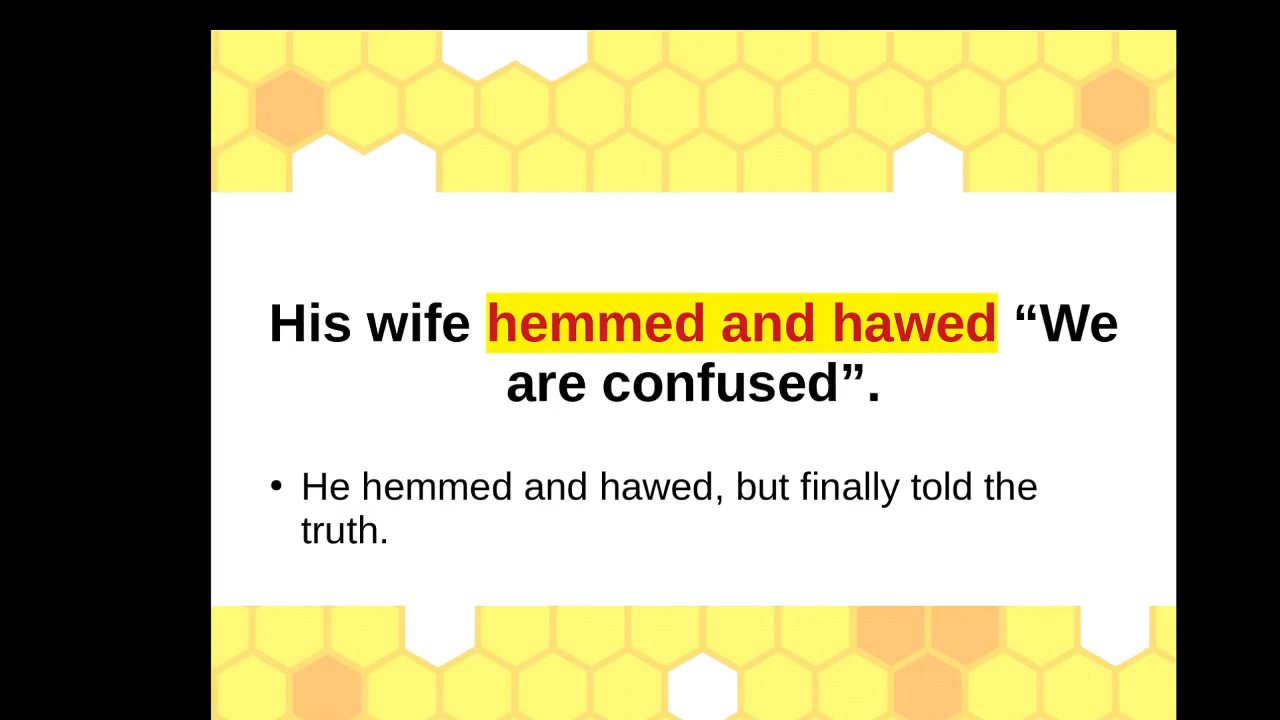 His wife hemmed and hawed “We
are confused”.
• He hemmed and hawed, but finally told the
truth.